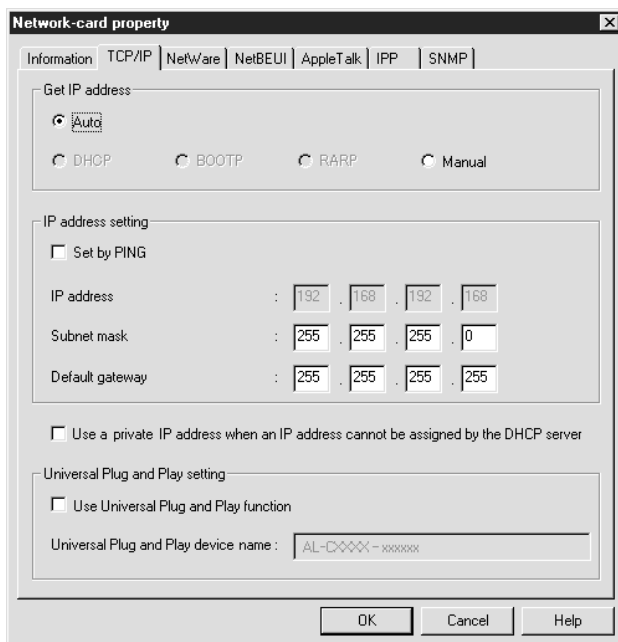 Network-card property
Information TCP/IP NetWare NetBEUI AppleTalk IPP SNMP
Get IP address
Auto
DHCP BOOTP RARP Manual
IP address setting
Set by PING
IP address : 192 . 168 . 192 . 168
Subnet mask : 255 . 255 . 255 . 0
Default gateway : 255 . 255 . 255 . 255
Use a private IP address when an IP address cannot be assigned by the DHCP server
Universal Plug and Play setting
Use Universal Plug and Play function
Universal Plug and Play device name : AL-CXXXX-xxxxxx
OK Cancel Help